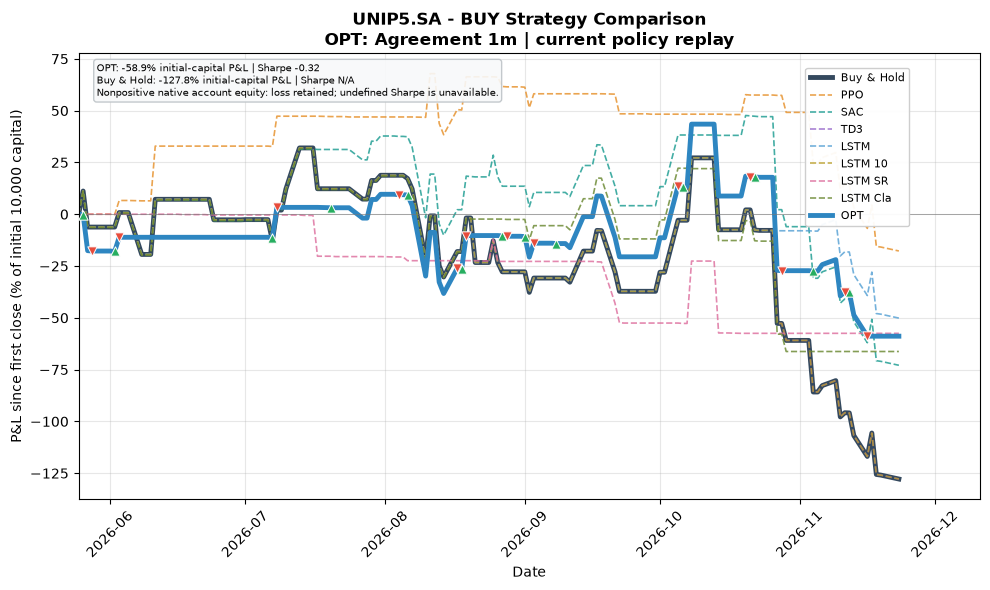 UNIP5.SA - BUY Strategy Comparison
OPT: Agreement 1m | current policy replay
OPT: -58.9% initial-capital P&L | Sharpe -0.32
Buy & Hold: -127.8% initial-capital P&L | Sharpe N/A
Nonpositive native account equity: loss retained; undefined Sharpe is unavailable.
Buy & Hold
PPO
SAC
TD3
LSTM
LSTM 10
LSTM SR
LSTM Cla
OPT
P&L since first close (% of initial 10,000 capital)
75
50
25
0
−25
−50
−75
−100
−125
2026-06
2026-07
2026-08
2026-09
2026-10
2026-11
2026-12
Date